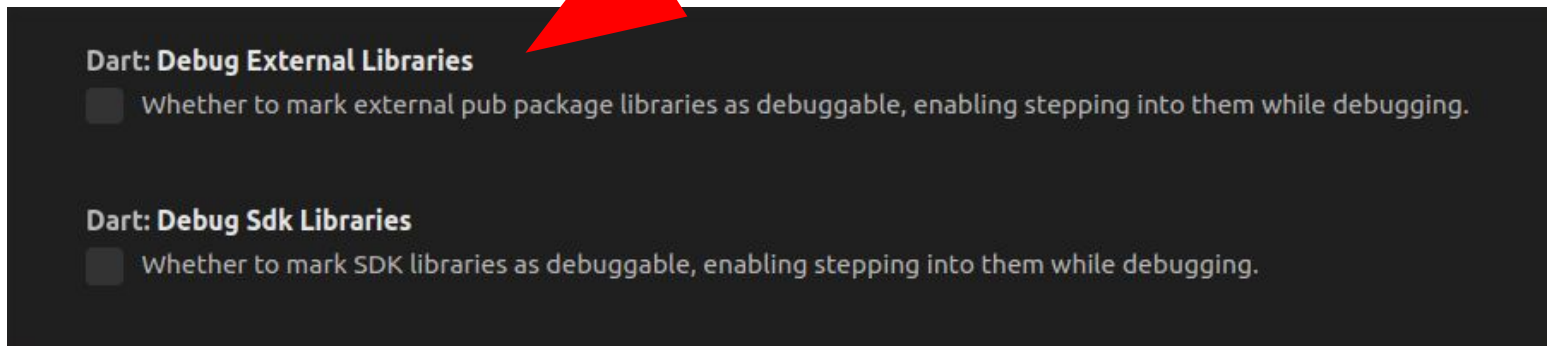 Dart: Debug External Libraries
Whether to mark external pub package libraries as debuggable, enabling stepping into them while debugging.
Dart: Debug Sdk Libraries
Whether to mark SDK libraries as debuggable, enabling stepping into them while debugging.